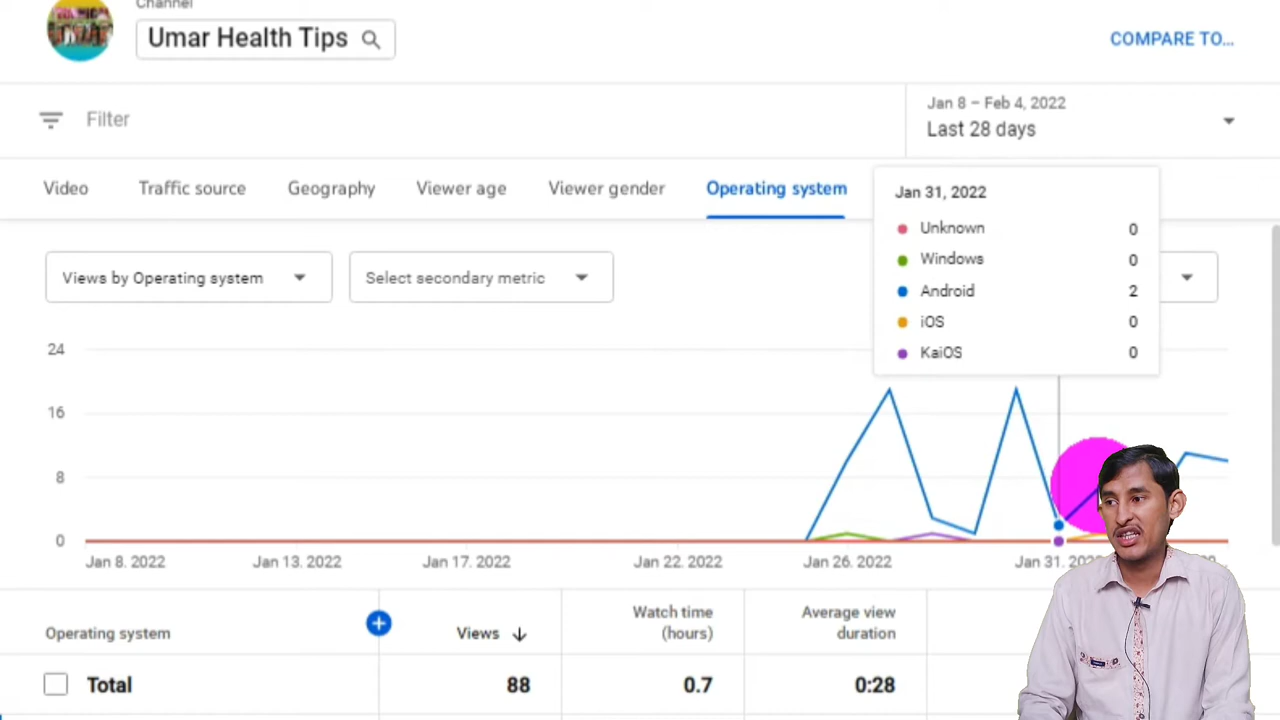 Channel
Umar Health Tips
COMPARE TO...
Filter
Jan 8 – Feb 4, 2022
Last 28 days
Video
Traffic source
Geography
Viewer age
Viewer gender
Operating system
Jan 31, 2022
Unknown 0
Windows 0
Android 2
iOS 0
KaiOS 0
Views by Operating system
Select secondary metric
24
16
8
0
Jan 8, 2022
Jan 13, 2022
Jan 17, 2022
Jan 22, 2022
Jan 26, 2022
Jan 31,
Operating system
Views
Watch time
(hours)
Average view
duration
Total
88
0.7
0:28